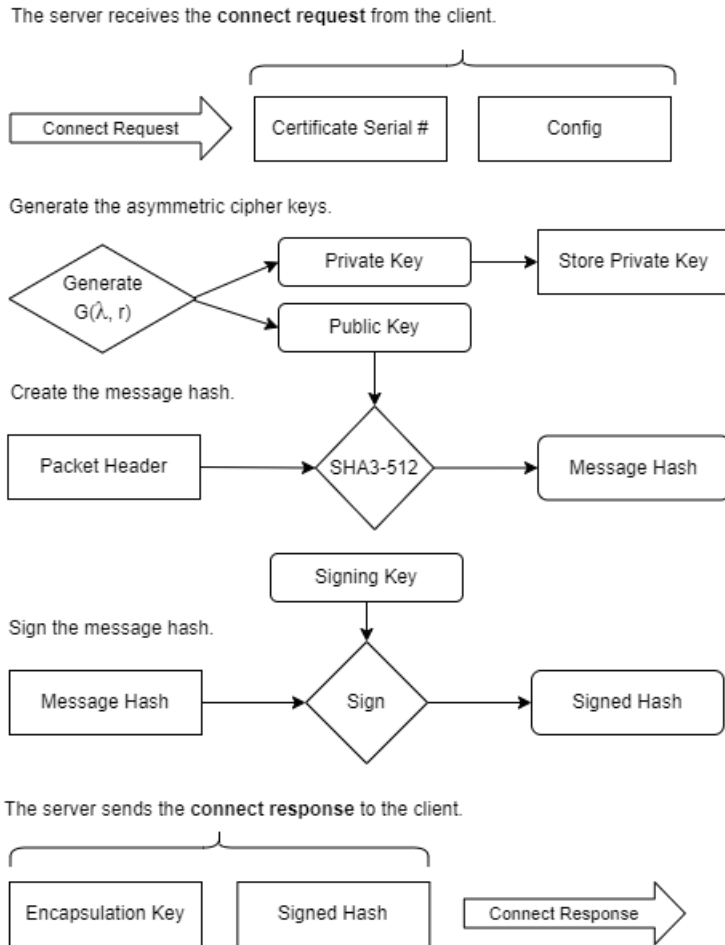 The server receives the connect request from the client.
Connect Request
Certificate Serial #
Config
Generate the asymmetric cipher keys.
Generate
G(λ, r)
Private Key
Store Private Key
Public Key
Create the message hash.
Packet Header
SHA3-512
Message Hash
Signing Key
Sign the message hash.
Message Hash
Sign
Signed Hash
The server sends the connect response to the client.
Encapsulation Key
Signed Hash
Connect Response